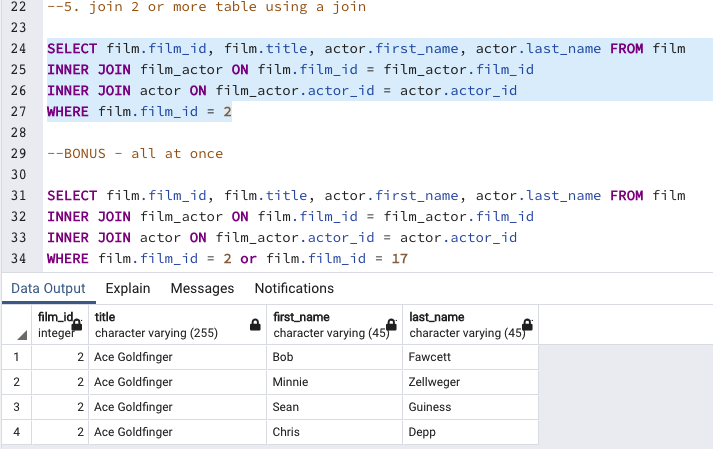 22 --5. join 2 or more table using a join
23
24 SELECT film.film_id, film.title, actor.first_name, actor.last_name FROM film
25 INNER JOIN film_actor ON film.film_id = film_actor.film_id
26 INNER JOIN actor ON film_actor.actor_id = actor.actor_id
27 WHERE film.film_id = 2
28
29 --BONUS - all at once
30
31 SELECT film.film_id, film.title, actor.first_name, actor.last_name FROM film
32 INNER JOIN film_actor ON film.film_id = film_actor.film_id
33 INNER JOIN actor ON film_actor.actor_id = actor.actor_id
34 WHERE film.film_id = 2 or film.film_id = 17
Data Output Explain Messages Notifications
film_id title first_name last_name
integer character varying (255) character varying (45) character varying (45)
1 2 Ace Goldfinger Bob Fawcett
2 2 Ace Goldfinger Minnie Zellweger
3 2 Ace Goldfinger Sean Guiness
4 2 Ace Goldfinger Chris Depp